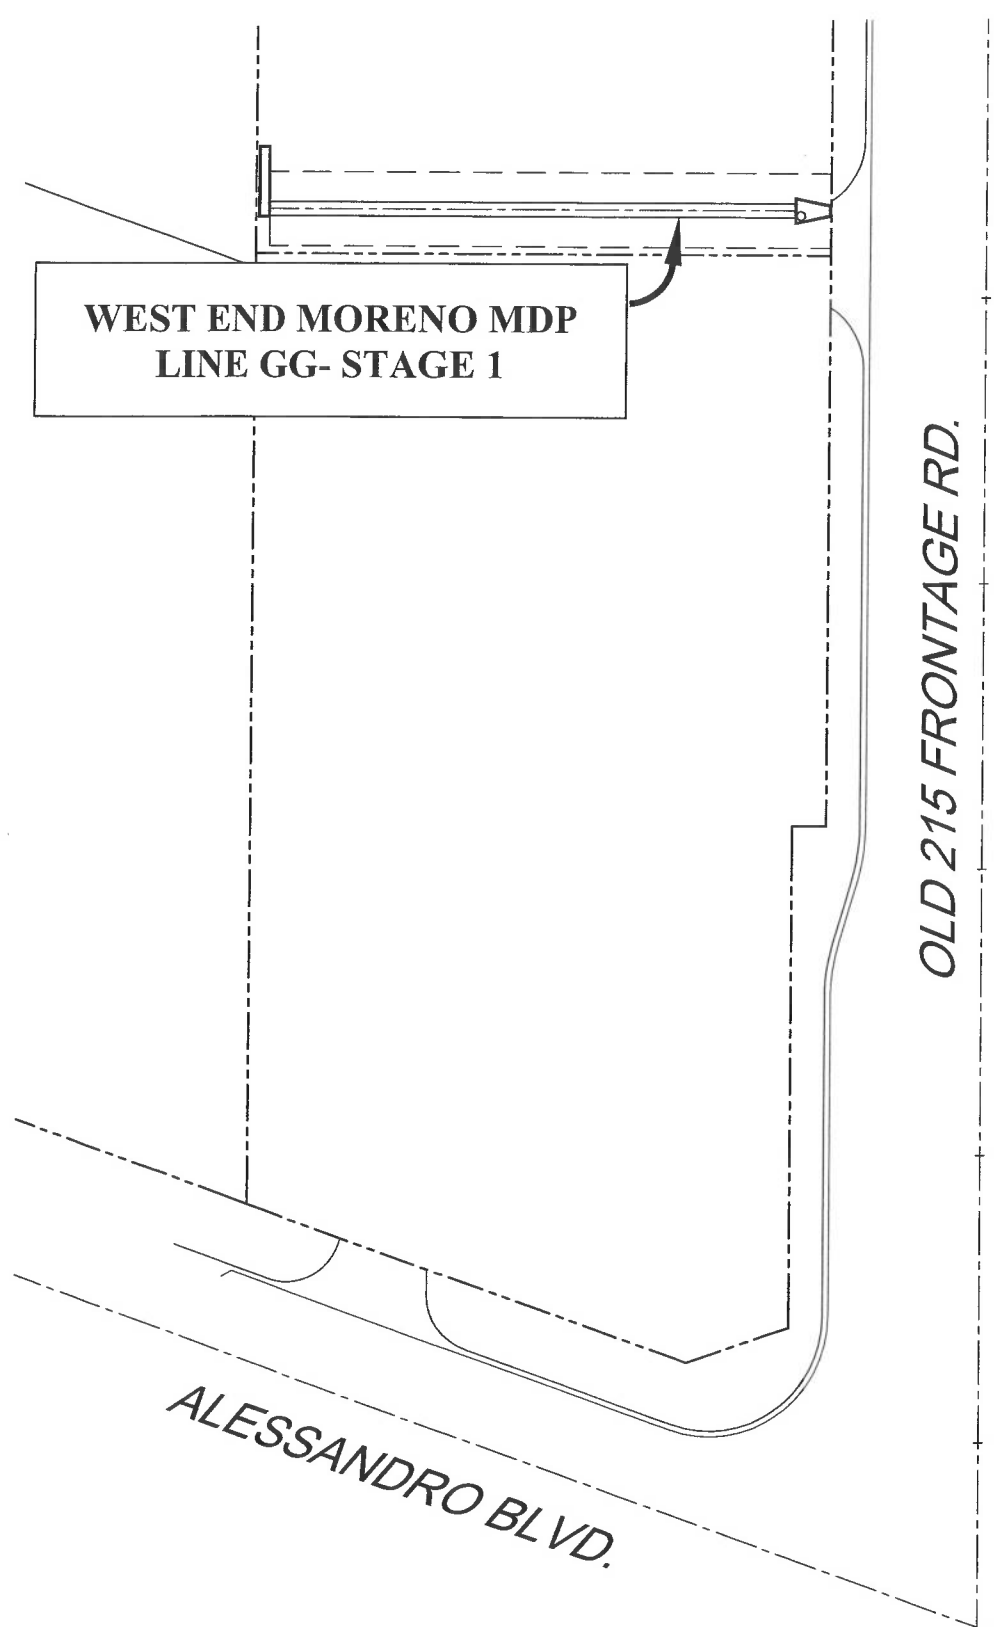 WEST END MORENO MDP
LINE GG- STAGE 1
OLD 215 FRONTAGE RD.
ALESSANDRO BLVD.